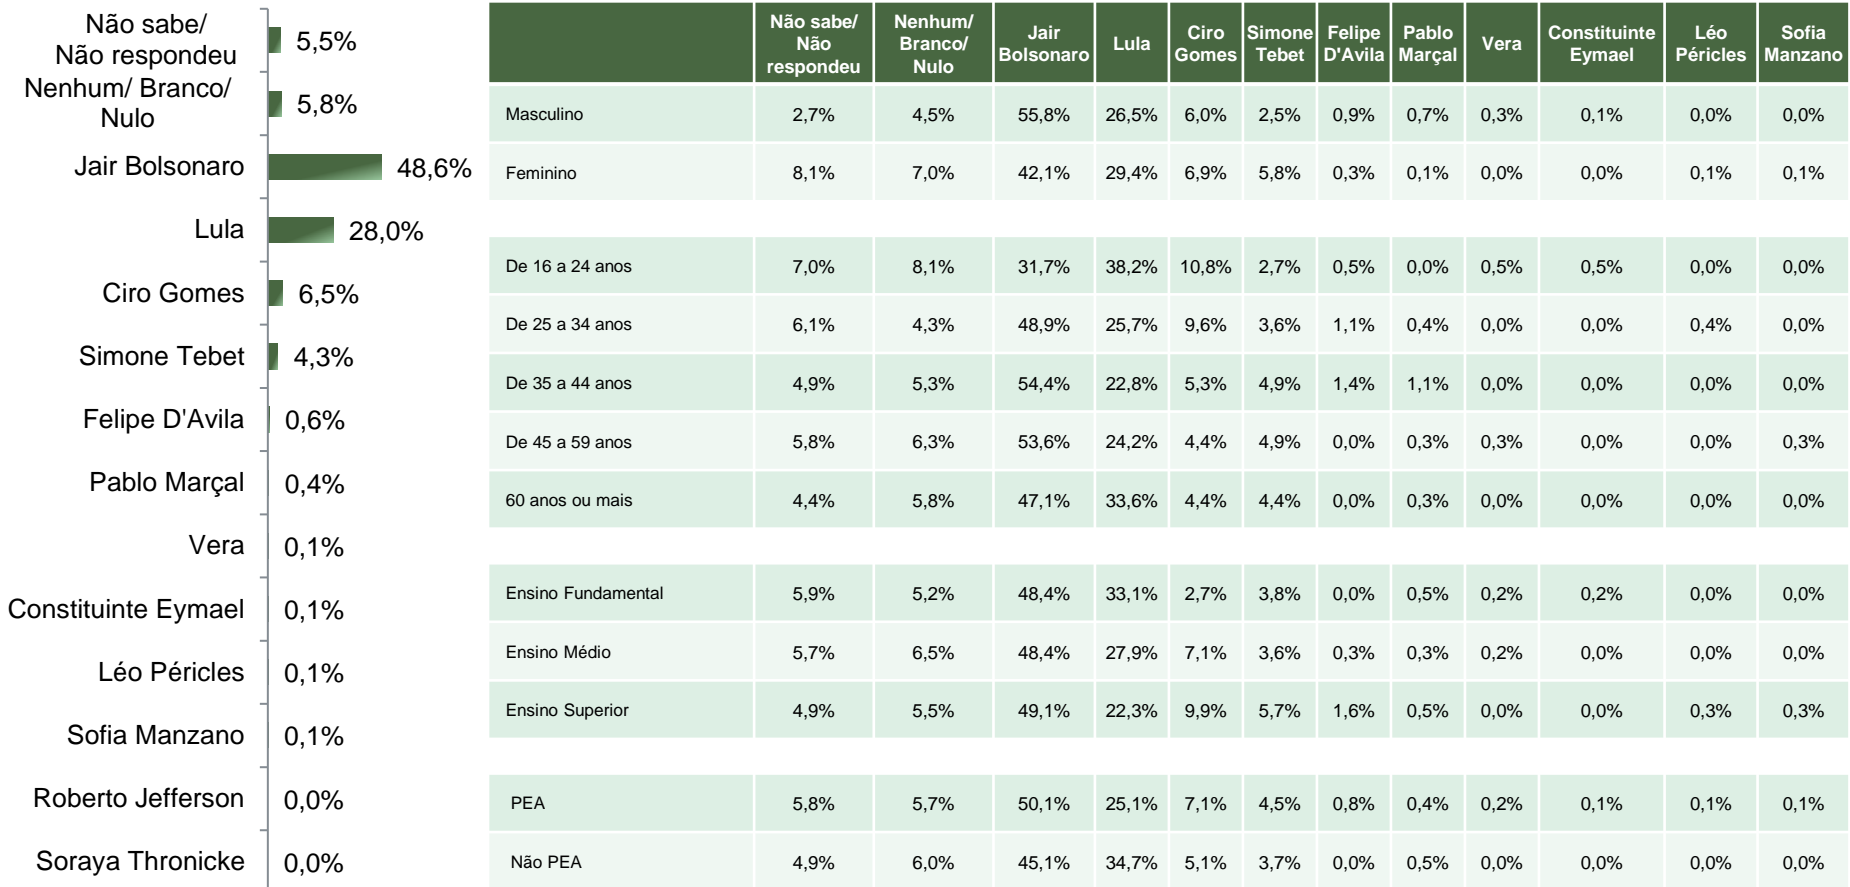 Não sabe/
Não respondeu
5,5%
Nenhum/ Branco/
Nulo
5,8%
Jair Bolsonaro 48,6%
Lula 28,0%
Ciro Gomes 6,5%
Simone Tebet 4,3%
Felipe D'Avila 0,6%
Pablo Marçal 0,4%
Vera 0,1%
Constituinte Eymael 0,1%
Léo Péricles 0,1%
Sofia Manzano 0,1%
Roberto Jefferson 0,0%
Soraya Thronicke 0,0%
Não sabe/ Não respondeu Nenhum/ Branco/ Nulo Jair Bolsonaro Lula Ciro Gomes Simone Tebet Felipe D'Avila Pablo Marçal Vera Constituinte Eymael Léo Péricles Sofia Manzano
Masculino 2,7% 4,5% 55,8% 26,5% 6,0% 2,5% 0,9% 0,7% 0,3% 0,1% 0,0% 0,0%
Feminino 8,1% 7,0% 42,1% 29,4% 6,9% 5,8% 0,3% 0,1% 0,0% 0,0% 0,1% 0,1%
De 16 a 24 anos 7,0% 8,1% 31,7% 38,2% 10,8% 2,7% 0,5% 0,0% 0,5% 0,5% 0,0% 0,0%
De 25 a 34 anos 6,1% 4,3% 48,9% 25,7% 9,6% 3,6% 1,1% 0,4% 0,0% 0,0% 0,4% 0,0%
De 35 a 44 anos 4,9% 5,3% 54,4% 22,8% 5,3% 4,9% 1,4% 1,1% 0,0% 0,0% 0,0% 0,0%
De 45 a 59 anos 5,8% 6,3% 53,6% 24,2% 4,4% 4,9% 0,0% 0,3% 0,3% 0,0% 0,0% 0,3%
60 anos ou mais 4,4% 5,8% 47,1% 33,6% 4,4% 4,4% 0,0% 0,3% 0,0% 0,0% 0,0% 0,0%
Ensino Fundamental 5,9% 5,2% 48,4% 33,1% 2,7% 3,8% 0,0% 0,5% 0,2% 0,2% 0,0% 0,0%
Ensino Médio 5,7% 6,5% 48,4% 27,9% 7,1% 3,6% 0,3% 0,3% 0,2% 0,0% 0,0% 0,0%
Ensino Superior 4,9% 5,5% 49,1% 22,3% 9,9% 5,7% 1,6% 0,5% 0,0% 0,0% 0,3% 0,3%
PEA 5,8% 5,7% 50,1% 25,1% 7,1% 4,5% 0,8% 0,4% 0,2% 0,1% 0,1% 0,1%
Não PEA 4,9% 6,0% 45,1% 34,7% 5,1% 3,7% 0,0% 0,5% 0,0% 0,0% 0,0% 0,0%